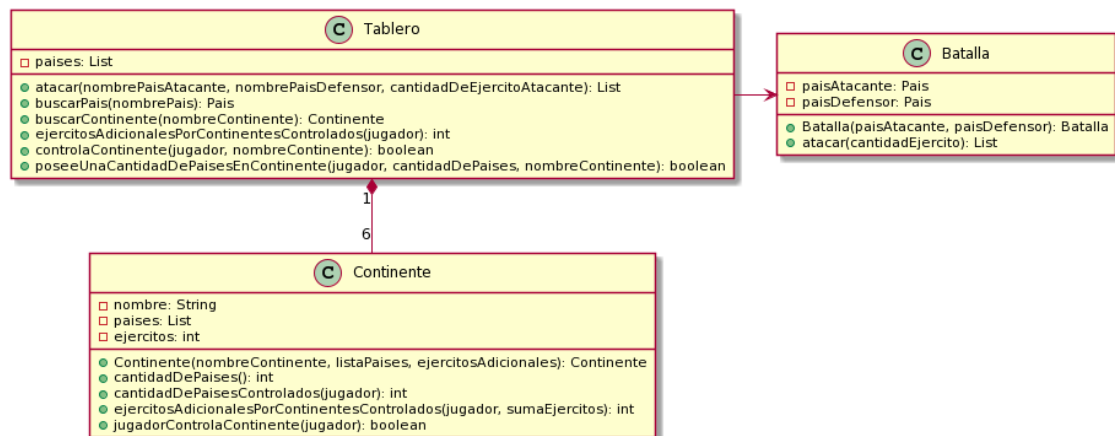 C Tablero
paises: List
atacar(nombrePaisAtacante, nombrePaisDefensor, cantidadDeEjercitoAtacante): List
buscarPais(nombrePais): Pais
buscarContinente(nombreContinente): Continente
ejercitosAdicionalesPorContinentesControlados(jugador): int
controlaContinente(jugador, nombreContinente): boolean
poseeUnaCantidadDePaisesEnContinente(jugador, cantidadDePaises, nombreContinente): boolean
C Batalla
paisAtacante: Pais
paisDefensor: Pais
Batalla(paisAtacante, paisDefensor): Batalla
atacar(cantidadEjercito): List
1
6
C Continente
nombre: String
paises: List
ejercitos: int
Continente(nombreContinente, listaPaises, ejercitosAdicionales): Continente
cantidadDePaises(): int
cantidadDePaisesControlados(jugador): int
ejercitosAdicionalesPorContinentesControlados(jugador, sumaEjercitos): int
jugadorControlaContinente(jugador): boolean